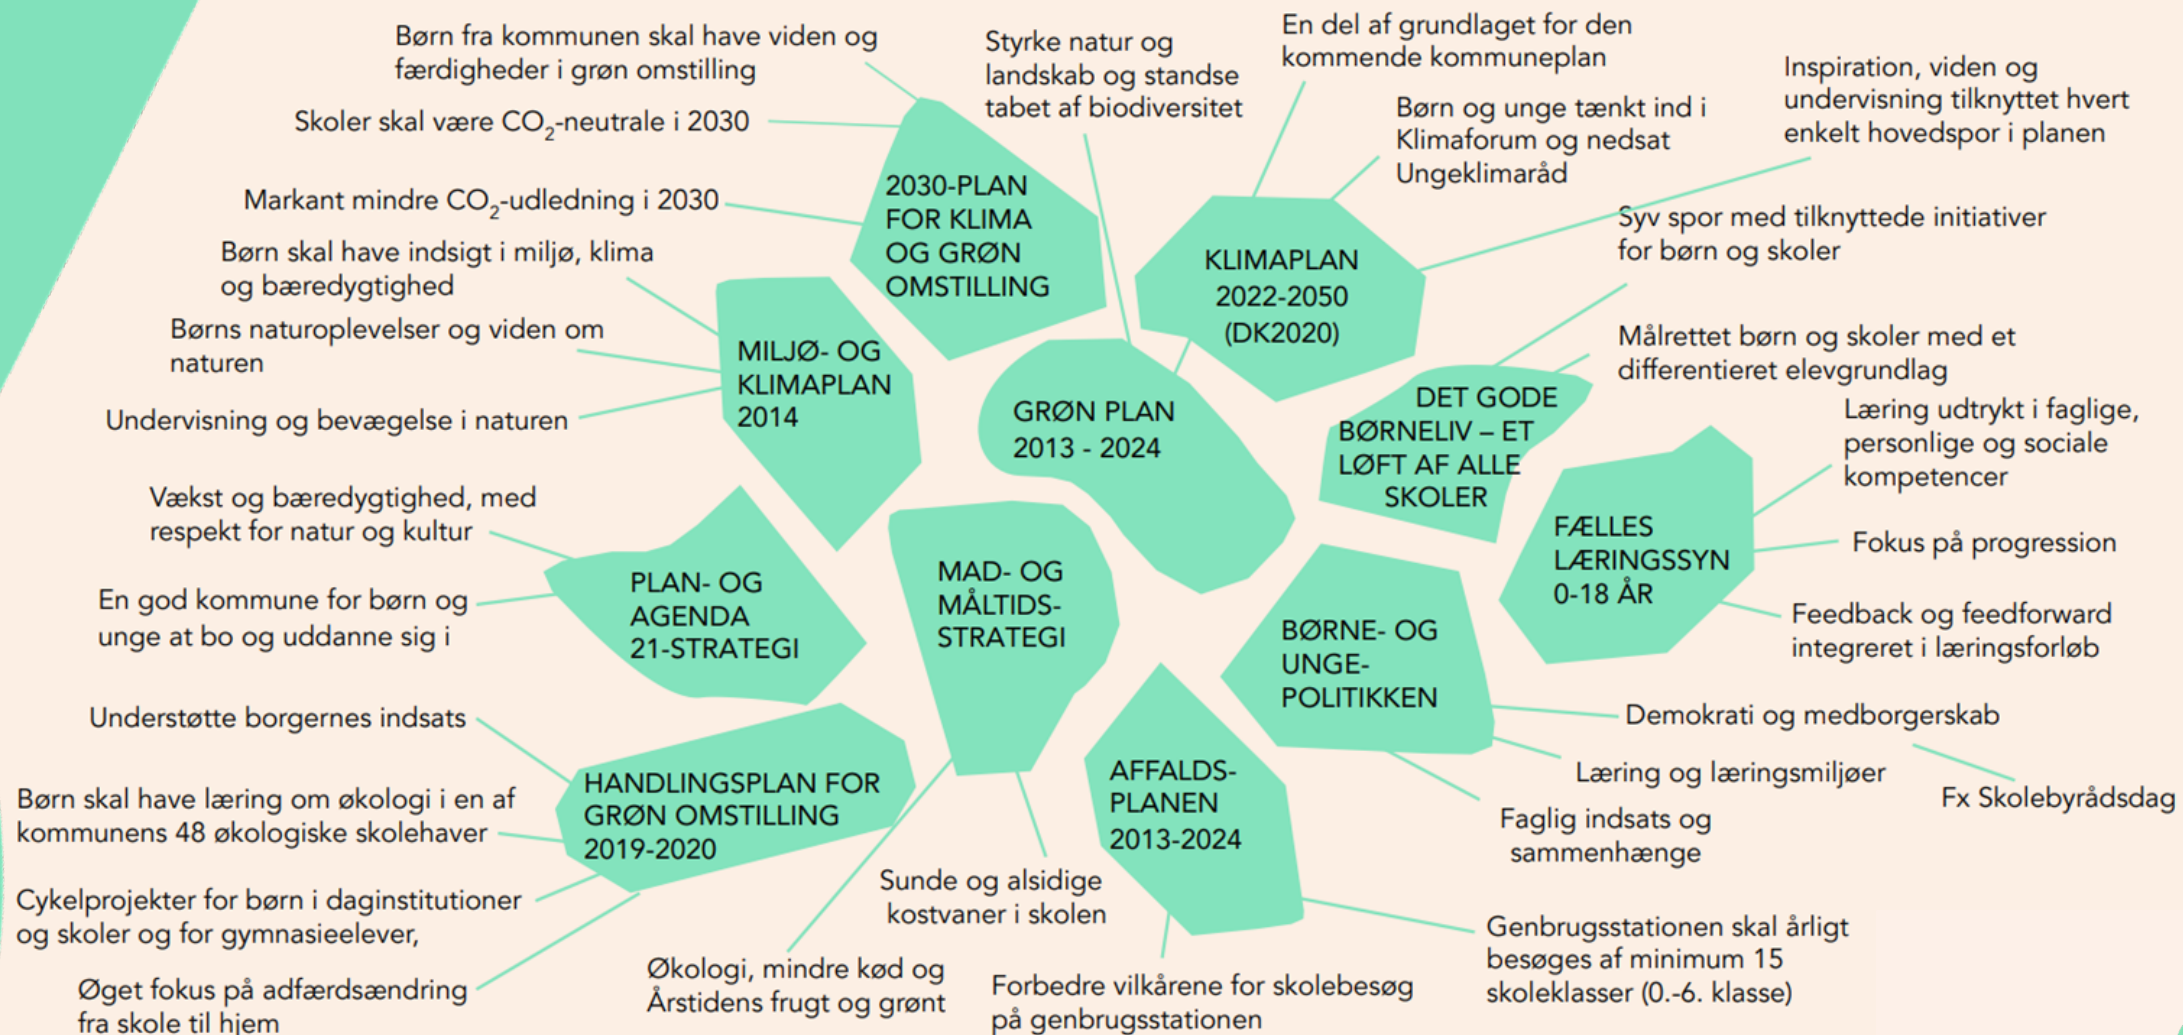 Børn fra kommunen skal have viden og
færdigheder i grøn omstilling
Skoler skal være CO₂-neutrale i 2030
Markant mindre CO₂-udledning i 2030
2030-PLAN
FOR KLIMA
OG GRØN
OMSTILLING
Styrke natur og
landskab og standse
tabet af biodiversitet
En del af grundlaget for den
kommende kommuneplan
Børn og unge tænkt ind i
Klimaforum og nedsat
Ungeklimaråd
Inspiration, viden og
undervisning tilknyttet hvert
enkelt hovedspor i planen
KLIMAPLAN
2022-2050
(DK2020)
Syv spor med tilknyttede initiativer
for børn og skoler
Målrettet børn og skoler med et
differentieret elevgrundlag
DET GODE
BØRNELIV – ET
LØFT AF ALLE
SKOLER
Børn skal have indsigt i miljø, klima
og bæredygtighed
Børns naturoplevelser og viden om
naturen
Undervisning og bevægelse i naturen
MILJØ- OG
KLIMAPLAN
2014
GRØN PLAN
2013 - 2024
Læring udtrykt i faglige,
personlige og sociale
kompetencer
Fokus på progression
Feedback og feedforward
integreret i læringsforløb
FÆLLES
LÆRINGSSYN
0-18 ÅR
Vækst og bæredygtighed, med
respekt for natur og kultur
En god kommune for børn og
unge at bo og uddanne sig i
PLAN- OG
AGENDA
21-STRATEGI
MAD- OG
MÅLTIDS-
STRATEGI
BØRNE- OG
UNGE-
POLITIKKEN
Demokrati og medborgerskab
Læring og læringsmiljøer
Fx Skolebyrådsdag
Faglig indsats og
sammenhænge
Understøtte borgernes indsats
Børn skal have læring om økologi i en af
kommunens 48 økologiske skolehaver
Cykelprojekter for børn i daginstitutioner
og skoler og for gymnasieelever,
Øget fokus på adfærdsændring
fra skole til hjem
HANDLINGSPLAN FOR
GRØN OMSTILLING
2019-2020
Sunde og alsidige
kostvaner i skolen
Økologi, mindre kød og
Årstidens frugt og grønt
AFFALDS-
PLANEN
2013-2024
Forbedre vilkårene for skolebesøg
på genbrugsstationen
Genbrugsstationen skal årligt
besøges af minimum 15
skoleklasser (0.-6. klasse)